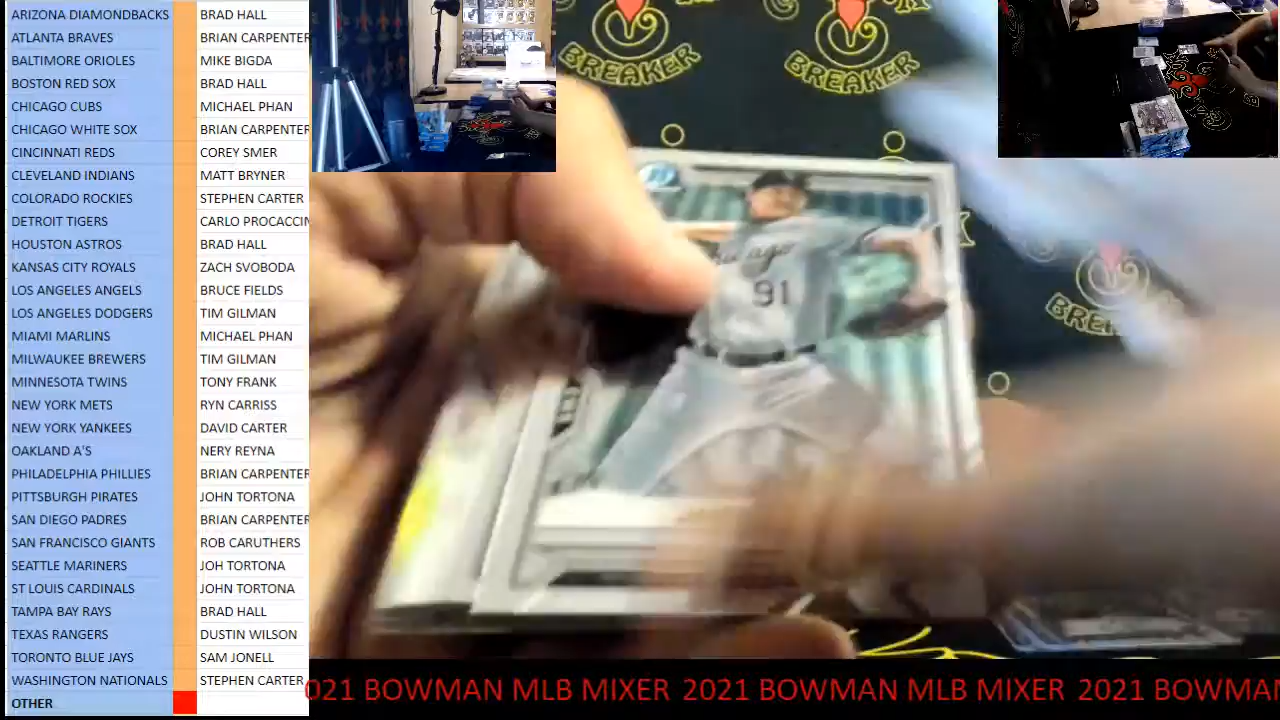 ARIZONA DIAMONDBACKS BRAD HALL
ATLANTA BRAVES BRIAN CARPENTER
BALTIMORE ORIOLES MIKE BIGDA
BRAD HALL
CHICAGO CUBS MICHAEL PHAN
CHICAGO WHITE SOX BRIAN CARPENTER
CINCINATI REDS COREY SMER
CLEVELAND INDIANS MATT BRYNER
COLORADO ROCKIES STEPHEN CARTER
DETROIT TIGERS CARLO PROCACCIN
HOUSTON ASTROS BRAD HALL
KANSAS CITY ROYALS ZACH SVOBODA
LOS ANGELES ANGELS BRUCE FIELDS
LOS ANGELES DODGERS TIM GILMAN
MIAMI MARLINS MICHAEL PHAN
MILWAUKEE BREWERS TIM GILMAN
MINNESOTA TWINS TONY FRANK
NEW YORK METS RYN CARRISS
NEW YORK YANKEES DAVID CARTER
OAKLAND A'S NERY REYNA
PHILADELPHIA PHILLIES BRIAN CARPENTER
PITTSBURGH PIRATES JOHN TORTONA
SAN DIEGO PADRES BRIAN CARPENTER
SAN FRANCISCO GIANTS ROB CARUTHERS
SEATTLE MARINERS JOH TORTONA
ST LOUIS CARDINALS JOHN TORTONA
TAMPA BAY RAYS BRAD HALL
TEXAS RANGERS DUSTIN WILSON
TORONTO BLUE JAYS SAM JONELL
WASHINGTON NATIONALS STEPHEN CARTER
OTHER
BREAKER
BREAKER
91
BREA
021 BOWMAN MLB MIXER 2021 BOWMAN MLB MIXER 2021 BOWMA